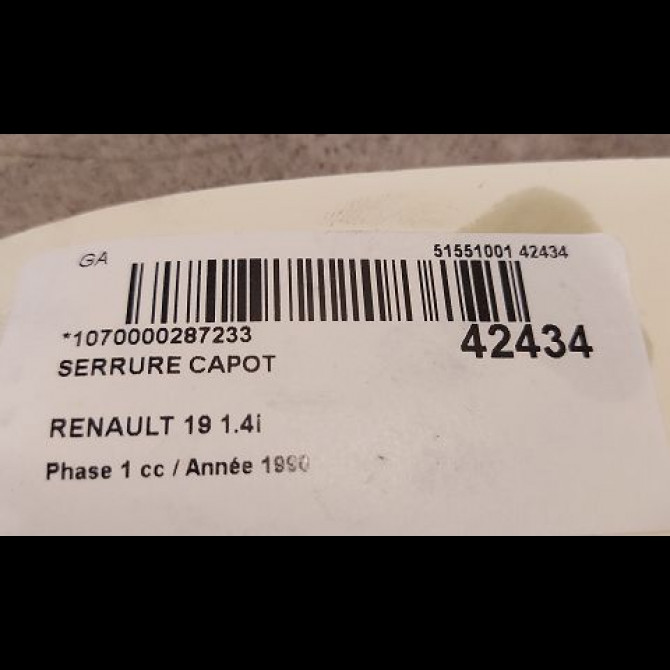 GA
51551001 42434
*1070000287233
42434
SERRURE CAPOT
RENAULT 19 1.4i
Phase 1 cc / Année 1990